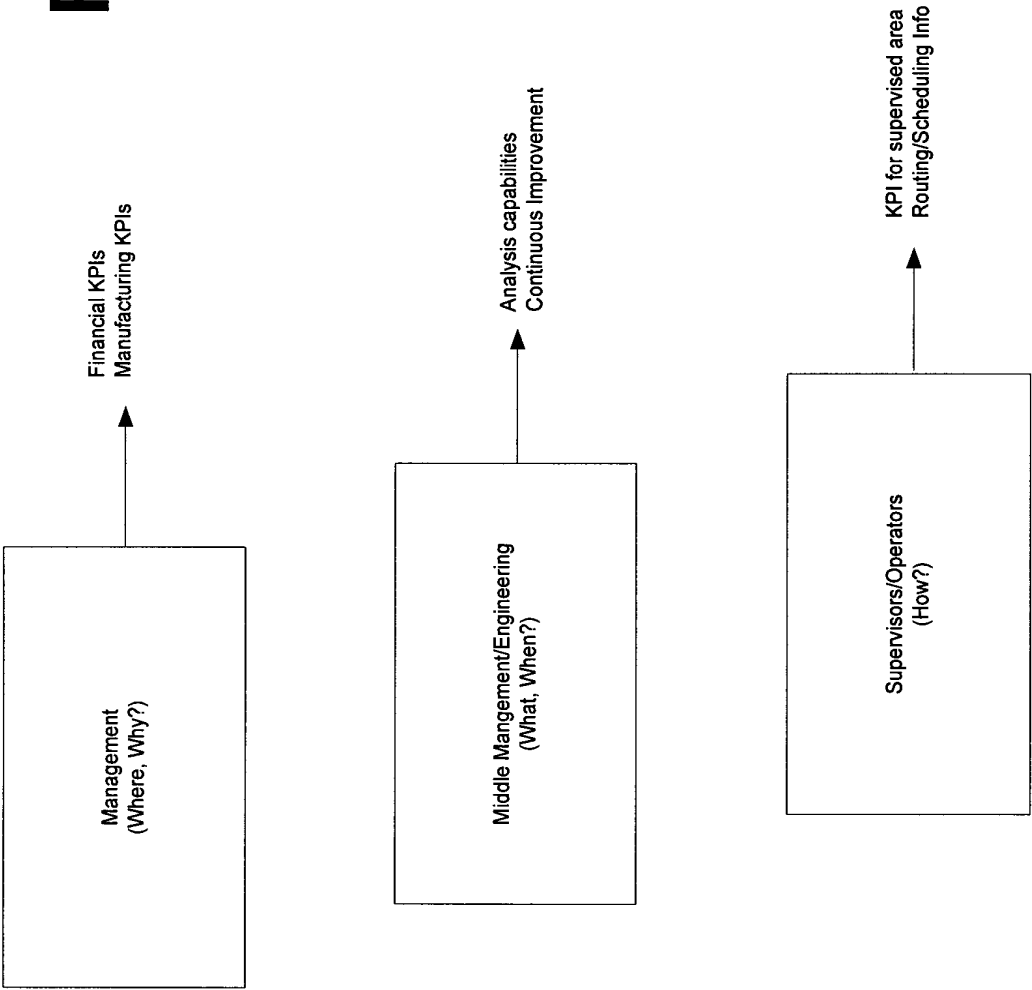 Management
(Where, Why?)
Financial KPIs
Manufacturing KPIs
Middle Mangement/Engineering
(What, When?)
Analysis capabilities
Continuous Improvement
Supervisors/Operators
(How?)
KPI for supervised area
Routing/Scheduling Info